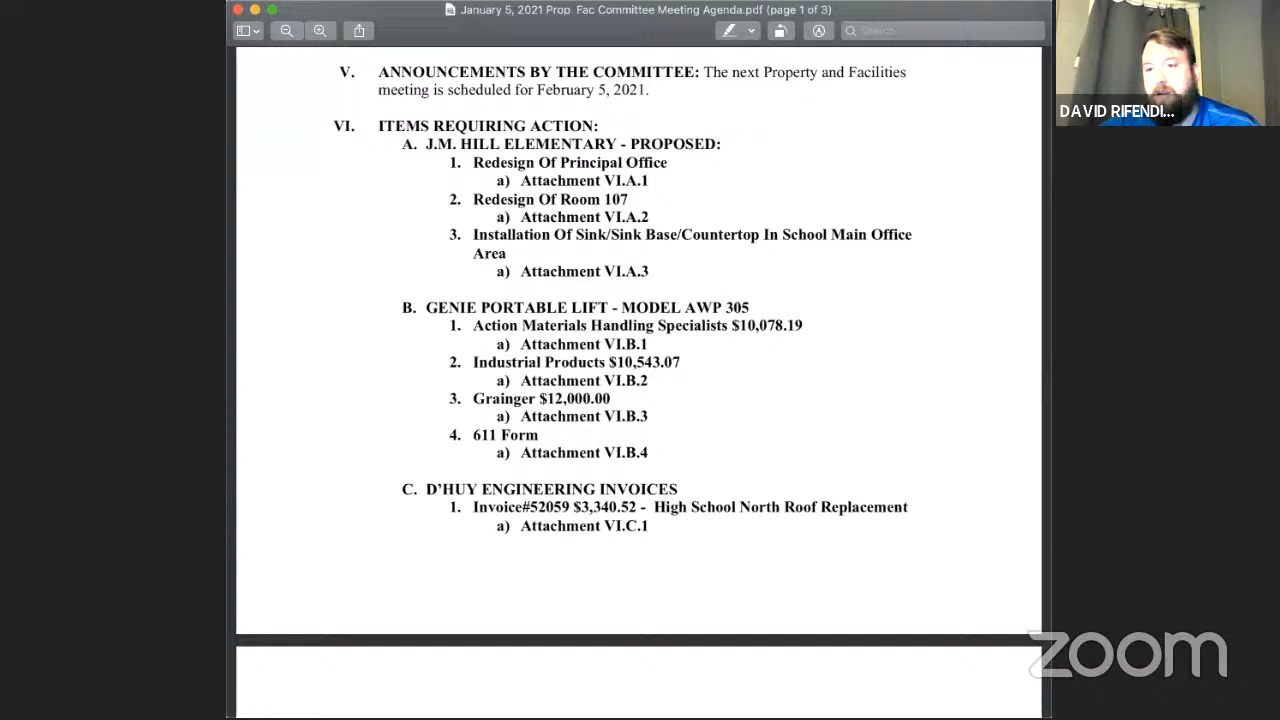 January 5, 2021 Prop Fac Committee Meeting Agenda.pdf (page 1 of 3)
Search
DAVID RIFENDI...
V. ANNOUNCEMENTS BY THE COMMITTEE: The next Property and Facilities
meeting is scheduled for February 5, 2021.
VI. ITEMS REQUIRING ACTION:
A. J.M. HILL ELEMENTARY - PROPOSED:
1. Redesign Of Principal Office
a) Attachment VI.A.1
2. Redesign Of Room 107
a) Attachment VI.A.2
3. Installation Of Sink/Sink Base/Countertop In School Main Office
Area
a) Attachment VI.A.3
B. GENIE PORTABLE LIFT - MODEL AWP 305
1. Action Materials Handling Specialists $10,078.19
a) Attachment VI.B.1
2. Industrial Products $10,543.07
a) Attachment VI.B.2
3. Grainger $12,000.00
a) Attachment VI.B.3
4. 611 Form
a) Attachment VI.B.4
C. D'HUY ENGINEERING INVOICES
1. Invoice#52059 $3,340.52 - High School North Roof Replacement
a) Attachment VI.C.1
zoom